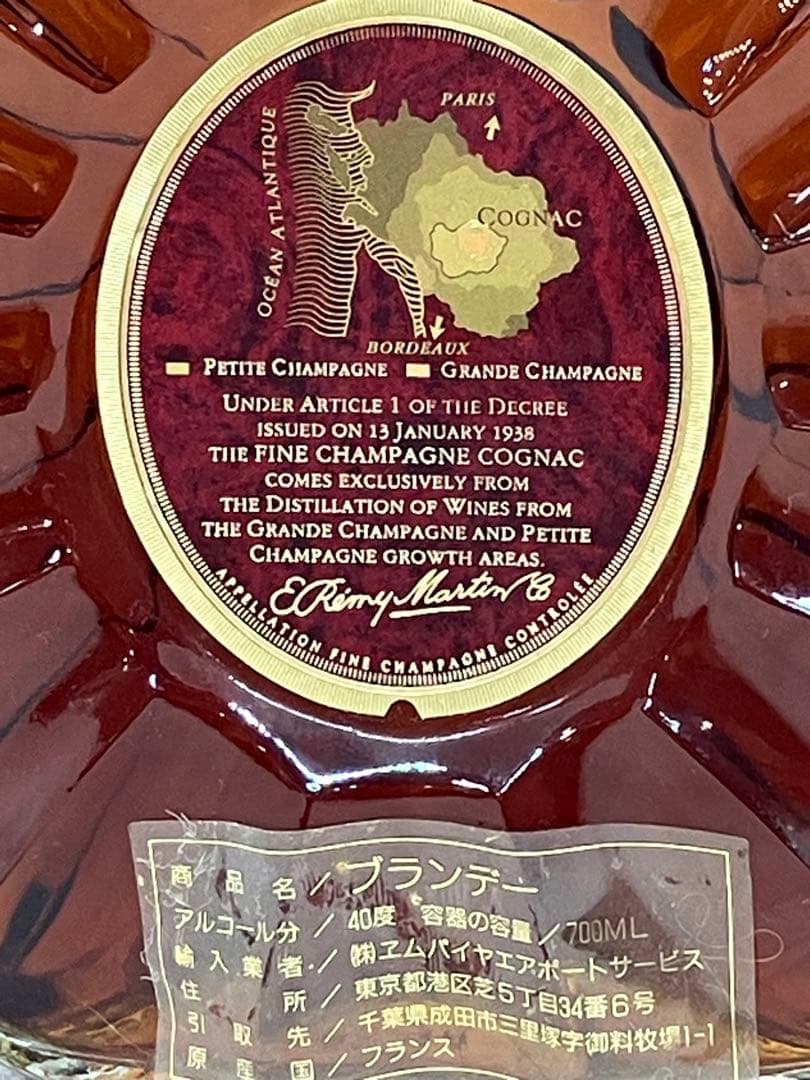 PARIS
OCÉAN ATLANTIQUE
COGNAC
BORDEAUX
PETITE CHAMPAGNE GRANDE CHAMPAGNE
UNDER ARTICLE 1 OF THE DECREE
ISSUED ON 13 JANUARY 1938
THE FINE CHAMPAGNE COGNAC
COMES EXCLUSIVELY FROM
THE DISTILLATION OF WINES FROM
THE GRANDE CHAMPAGNE AND PETITE
CHAMPAGNE GROWTH AREAS.
E. Rémy Martin & Co
APPELLATION FINE CHAMPAGNE CONTROLÉE
商品名/ブランデー
アルコール分/40度 容器の容量/700ML
輸入業者/㈱ヱムパイヤエアポートサービス
住所/東京都港区芝5丁目34番6号
引取先/千葉県成田市三里塚字御料牧場1-1
原産国/フランス